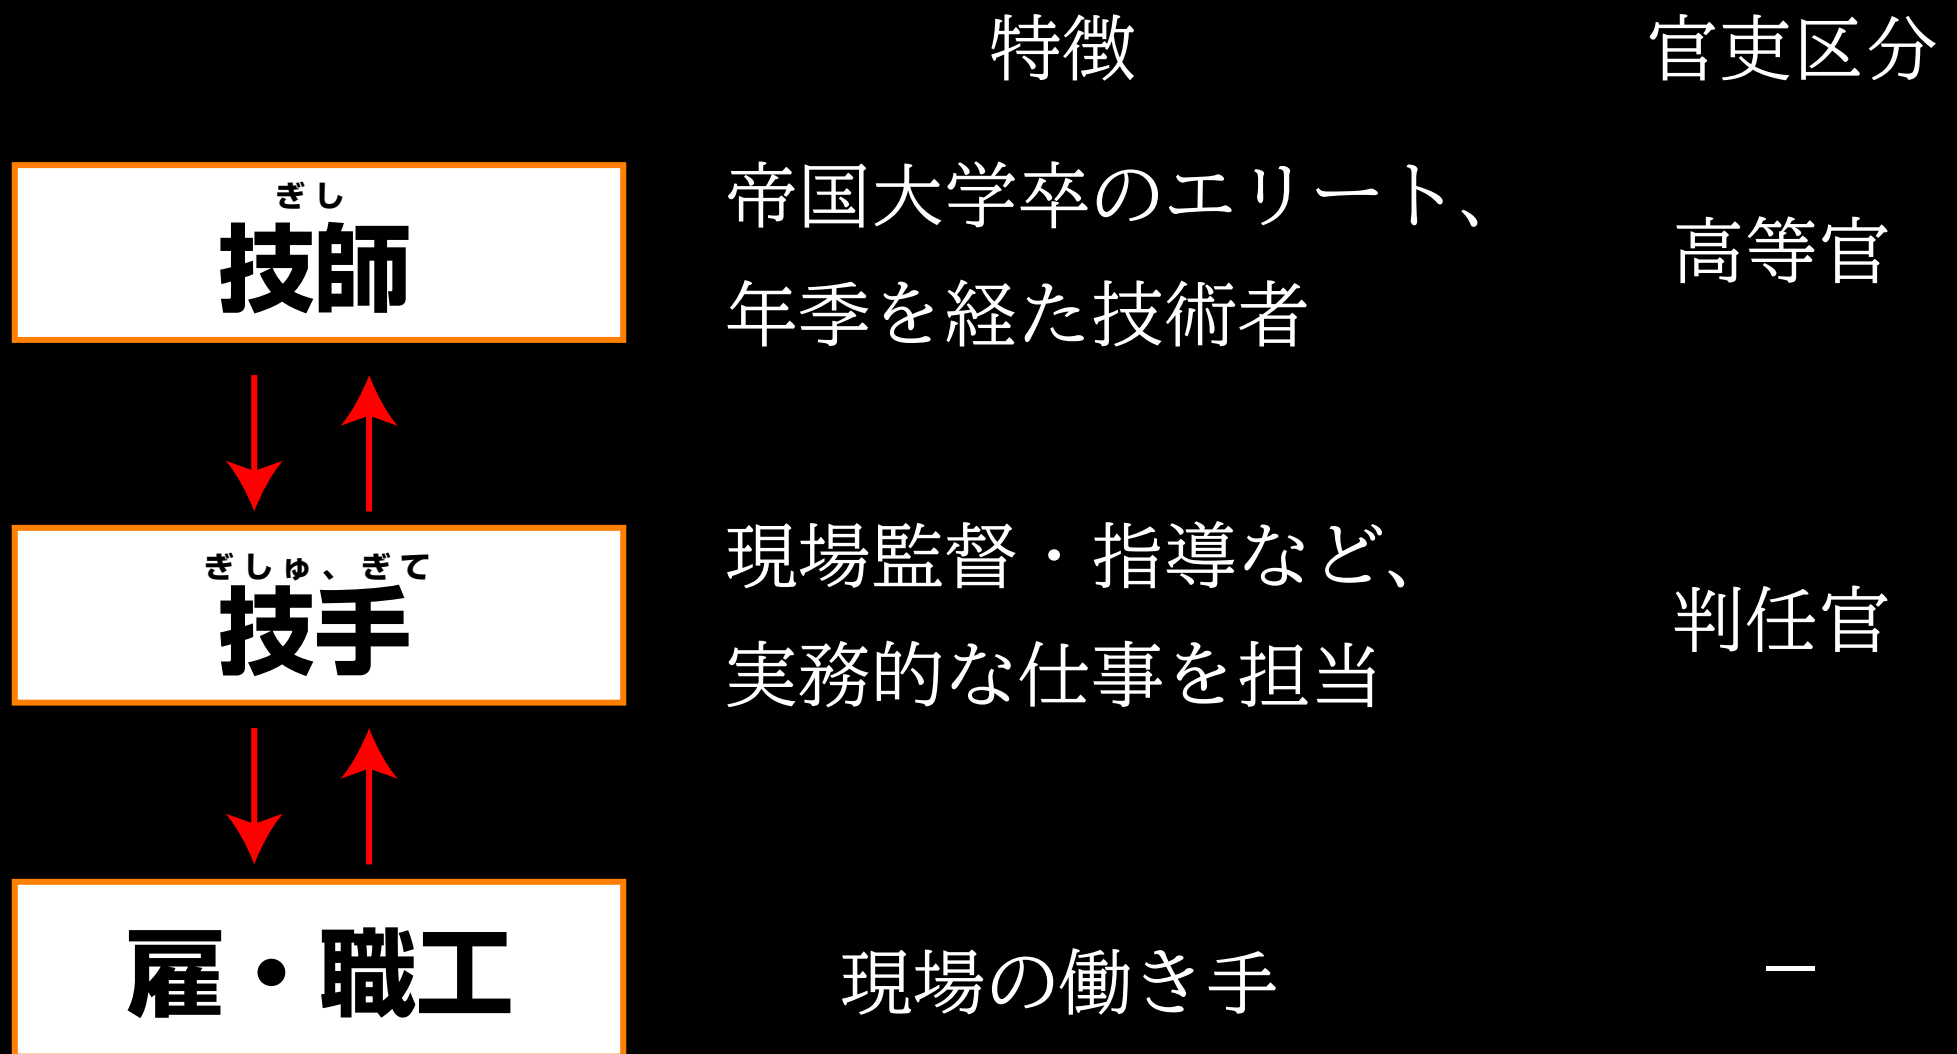 特徴 官吏区分
ぎし
技師
帝国大学卒のエリート、
年季を経た技術者
高等官
ぎしゅ、ぎて
技手
現場監督・指導など、
実務的な仕事を担当
判任官
雇・職工
現場の働き手
－